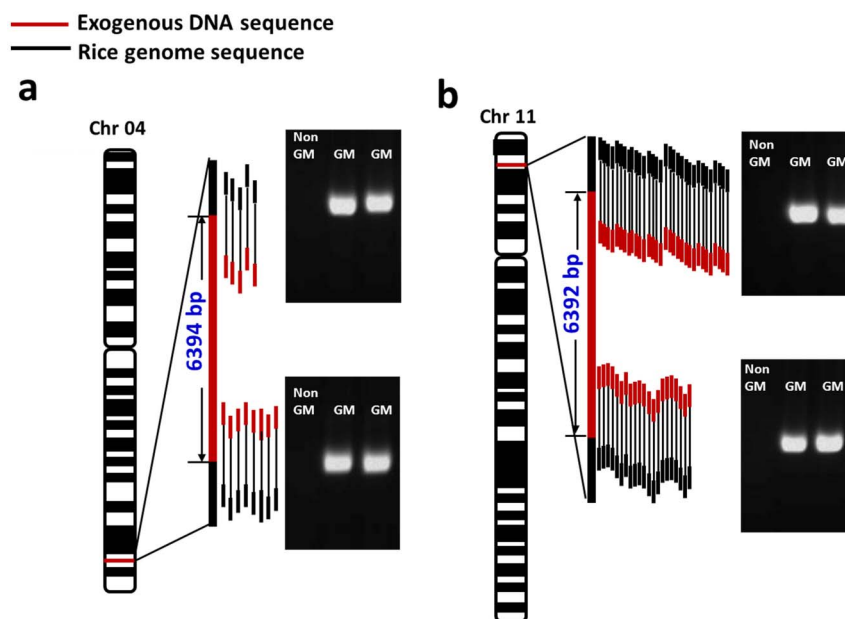 Exogenous DNA sequence
Rice genome sequence
a
Chr 04
Non
GM GM GM
6394 bp
Non
GM GM GM
b
Chr 11
Non
GM GM GM
6392 bp
Non
GM GM GM